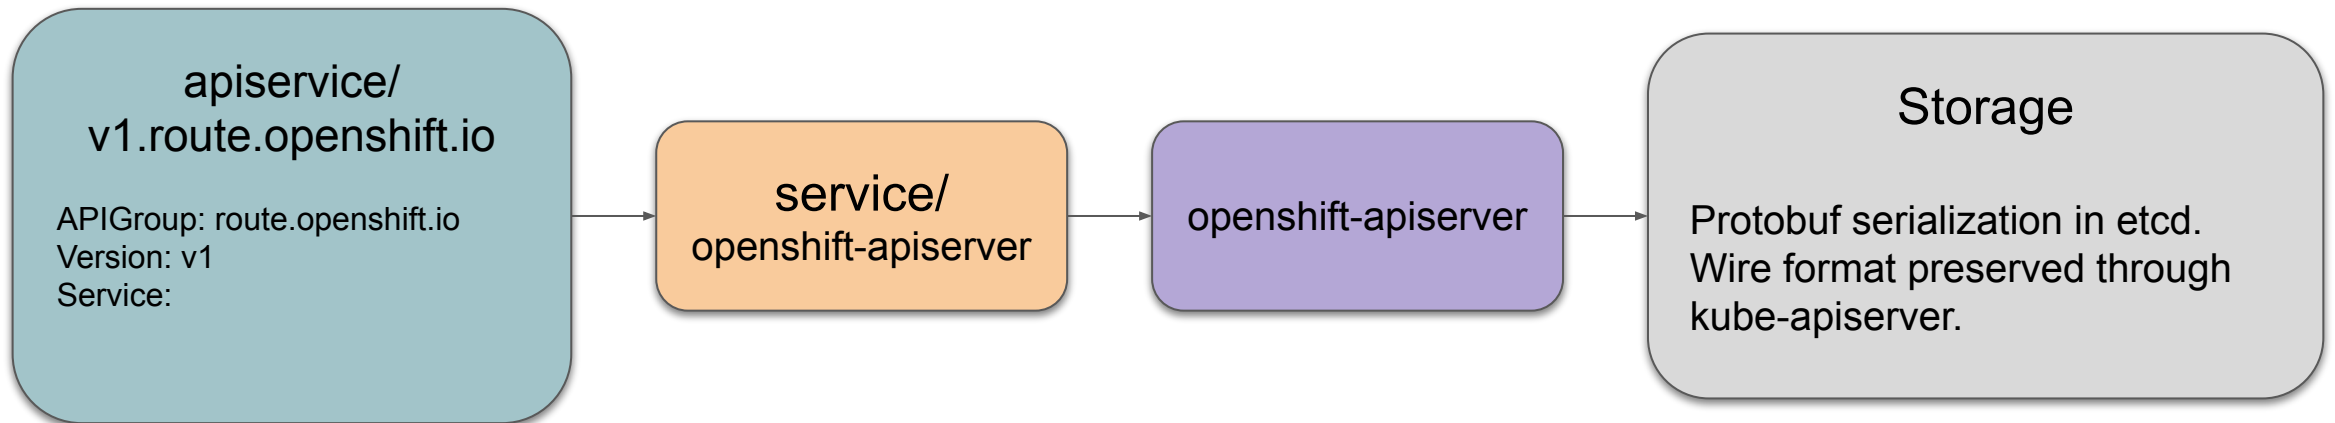 apiservice/
v1.route.openshift.io
APIGroup: route.openshift.io
Version: v1
Service:
service/
openshift-apiserver
openshift-apiserver
Storage
Protobuf serialization in etcd.
Wire format preserved through
kube-apiserver.